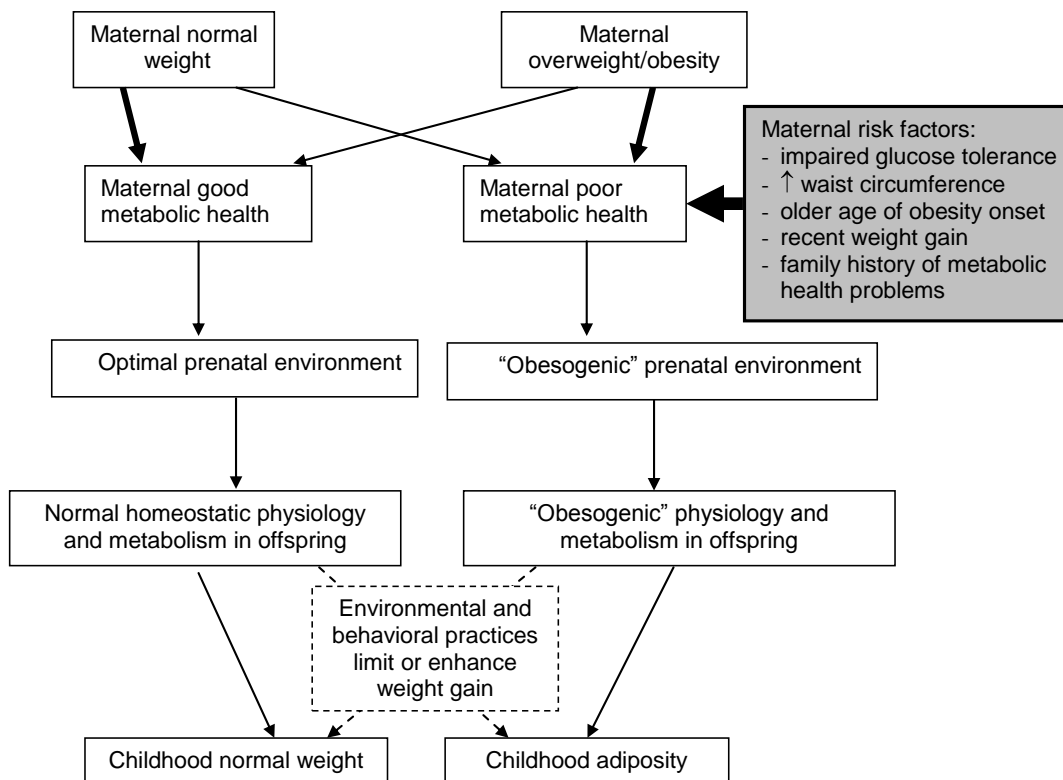 Maternal normal
weight
Maternal
overweight/obesity
Maternal risk factors:
- impaired glucose tolerance
- ↑ waist circumference
- older age of obesity onset
- recent weight gain
- family history of metabolic
health problems
Maternal good
metabolic health
Maternal poor
metabolic health
Optimal prenatal environment
“Obesogenic” prenatal environment
Normal homeostatic physiology
and metabolism in offspring
“Obesogenic” physiology and
metabolism in offspring
Environmental and
behavioral practices
limit or enhance
weight gain
Childhood normal weight
Childhood adiposity